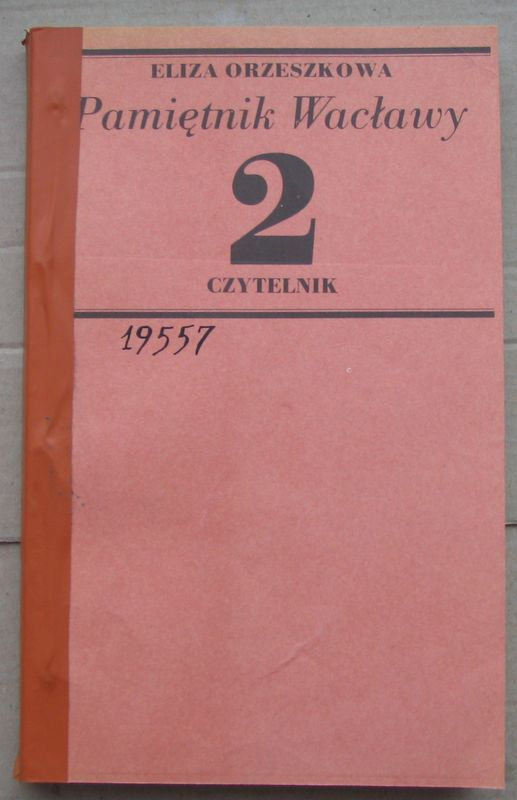 ELIZA ORZESZKOWA
Pamiętnik Wacławy
2
CZYTELNIK
19557